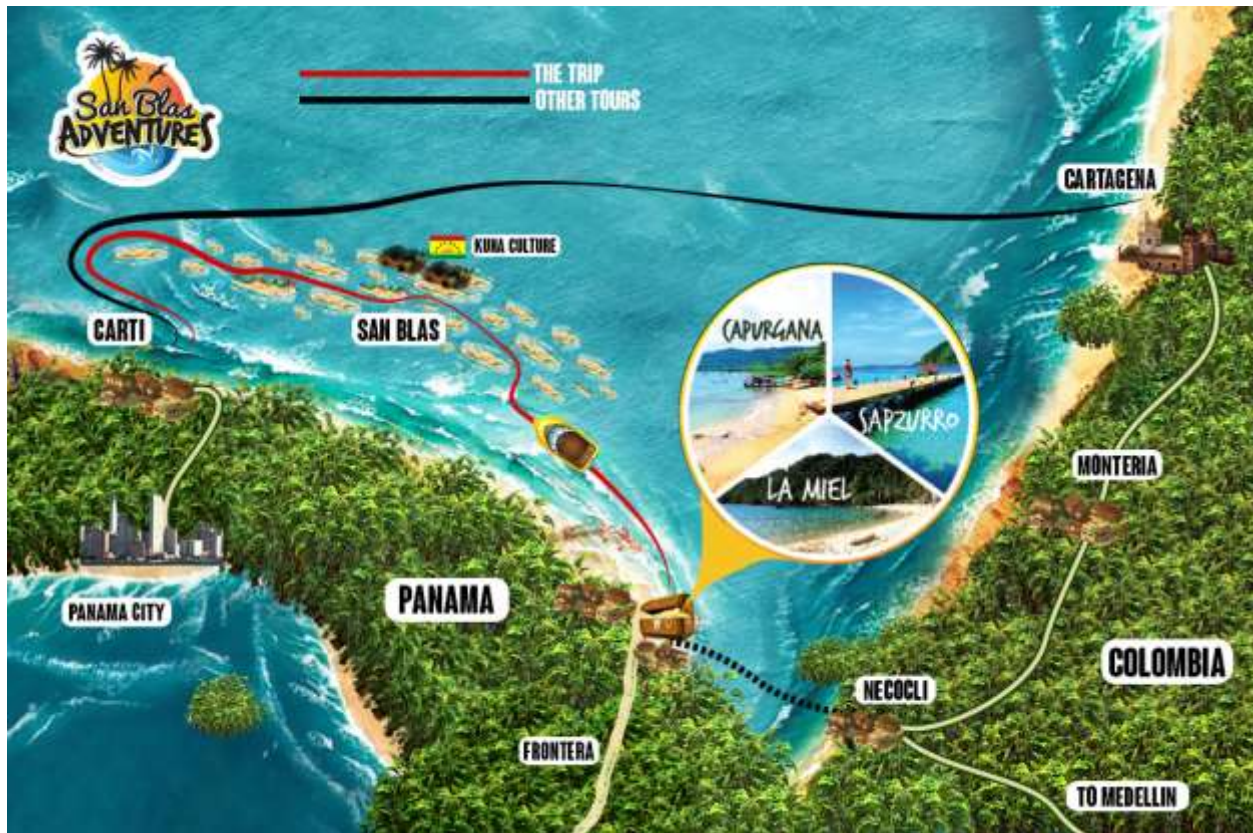 San Blas
ADVENTURES
THE TRIP
OTHER TOURS
CARTAGENA
KUNA CULTURE
CARTI
SAN BLAS
CAPURGANA
SAPZURRO
LA MIEL
MONTERIA
PANAMA CITY
PANAMA
COLOMBIA
NECOCLI
FRONTERA
TO MEDELLIN